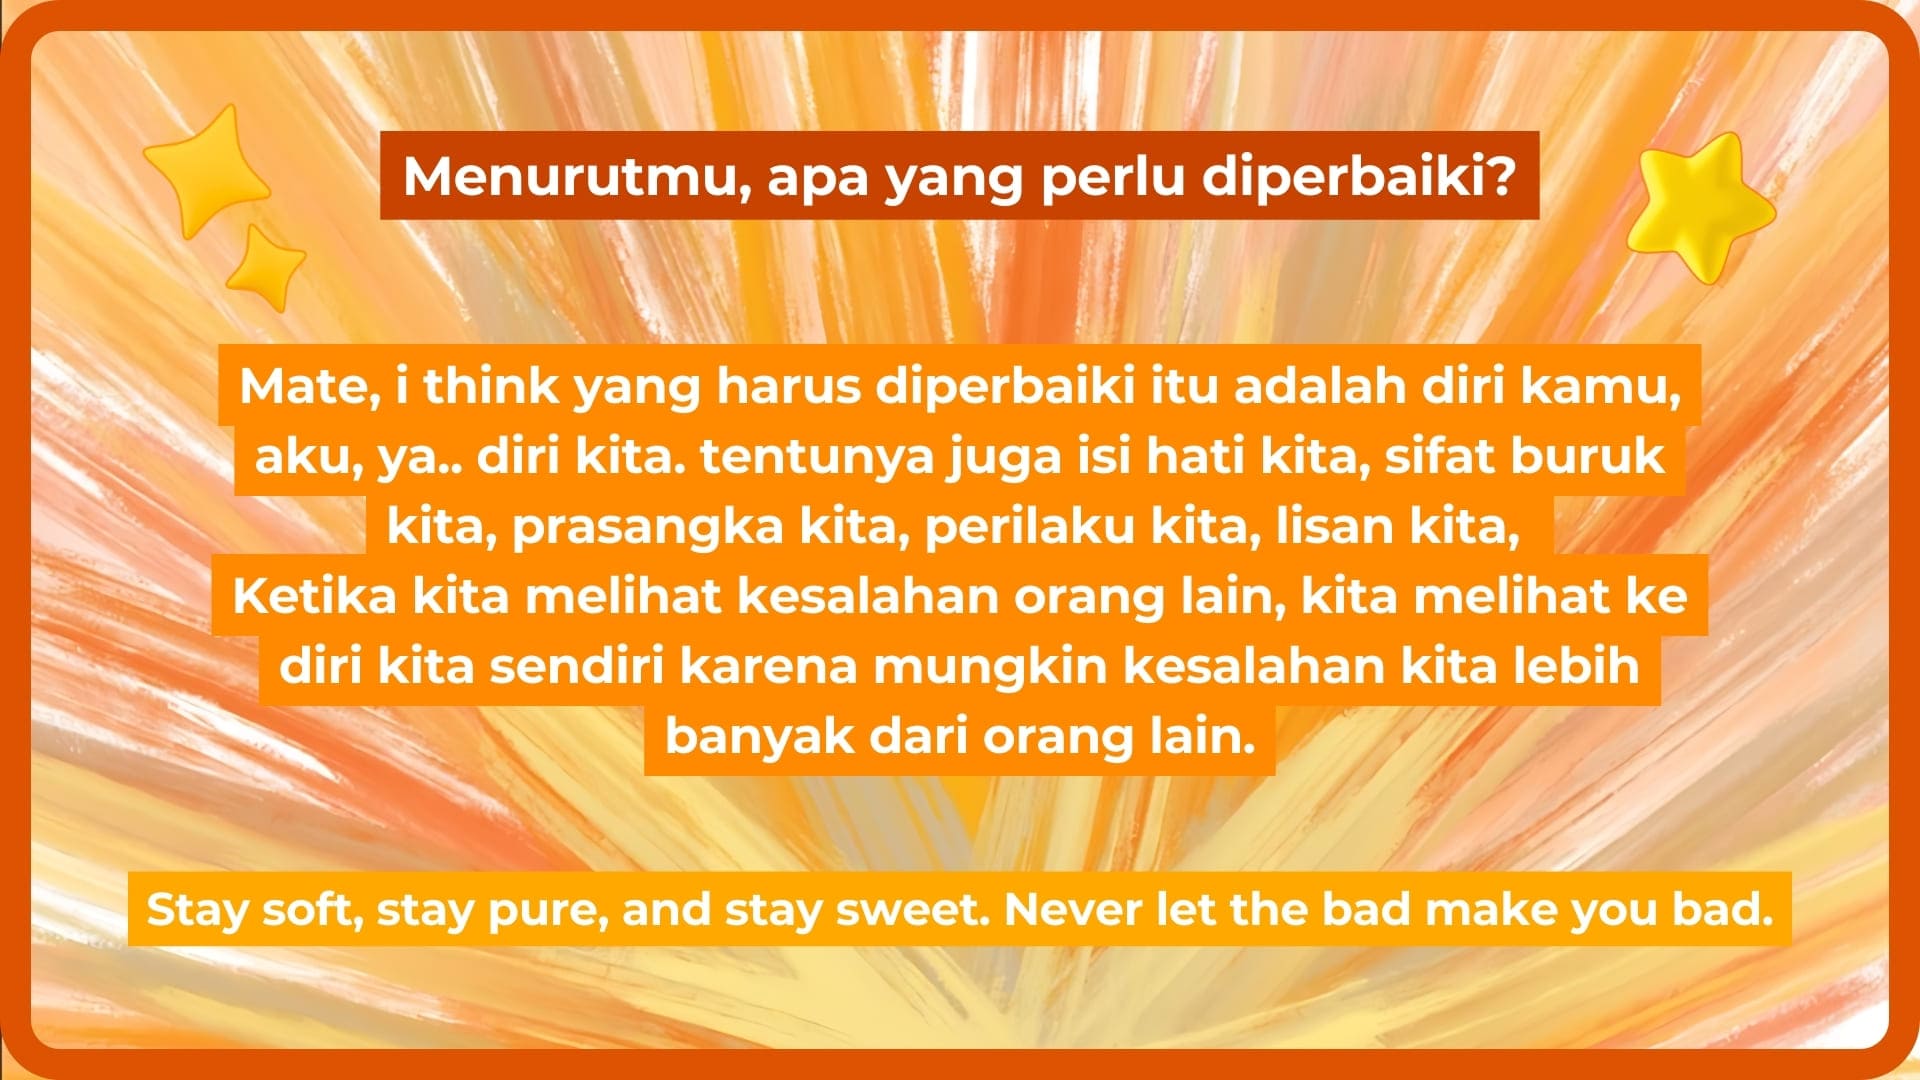 Menurutmu, apa yang perlu diperbaiki?
Mate, i think yang harus diperbaiki itu adalah diri kamu,
aku, ya.. diri kita. tentunya juga isi hati kita, sifat buruk
kita, prasangka kita, perilaku kita, lisan kita,
Ketika kita melihat kesalahan orang lain, kita melihat ke
diri kita sendiri karena mungkin kesalahan kita lebih
banyak dari orang lain.
Stay soft, stay pure, and stay sweet. Never let the bad make you bad.